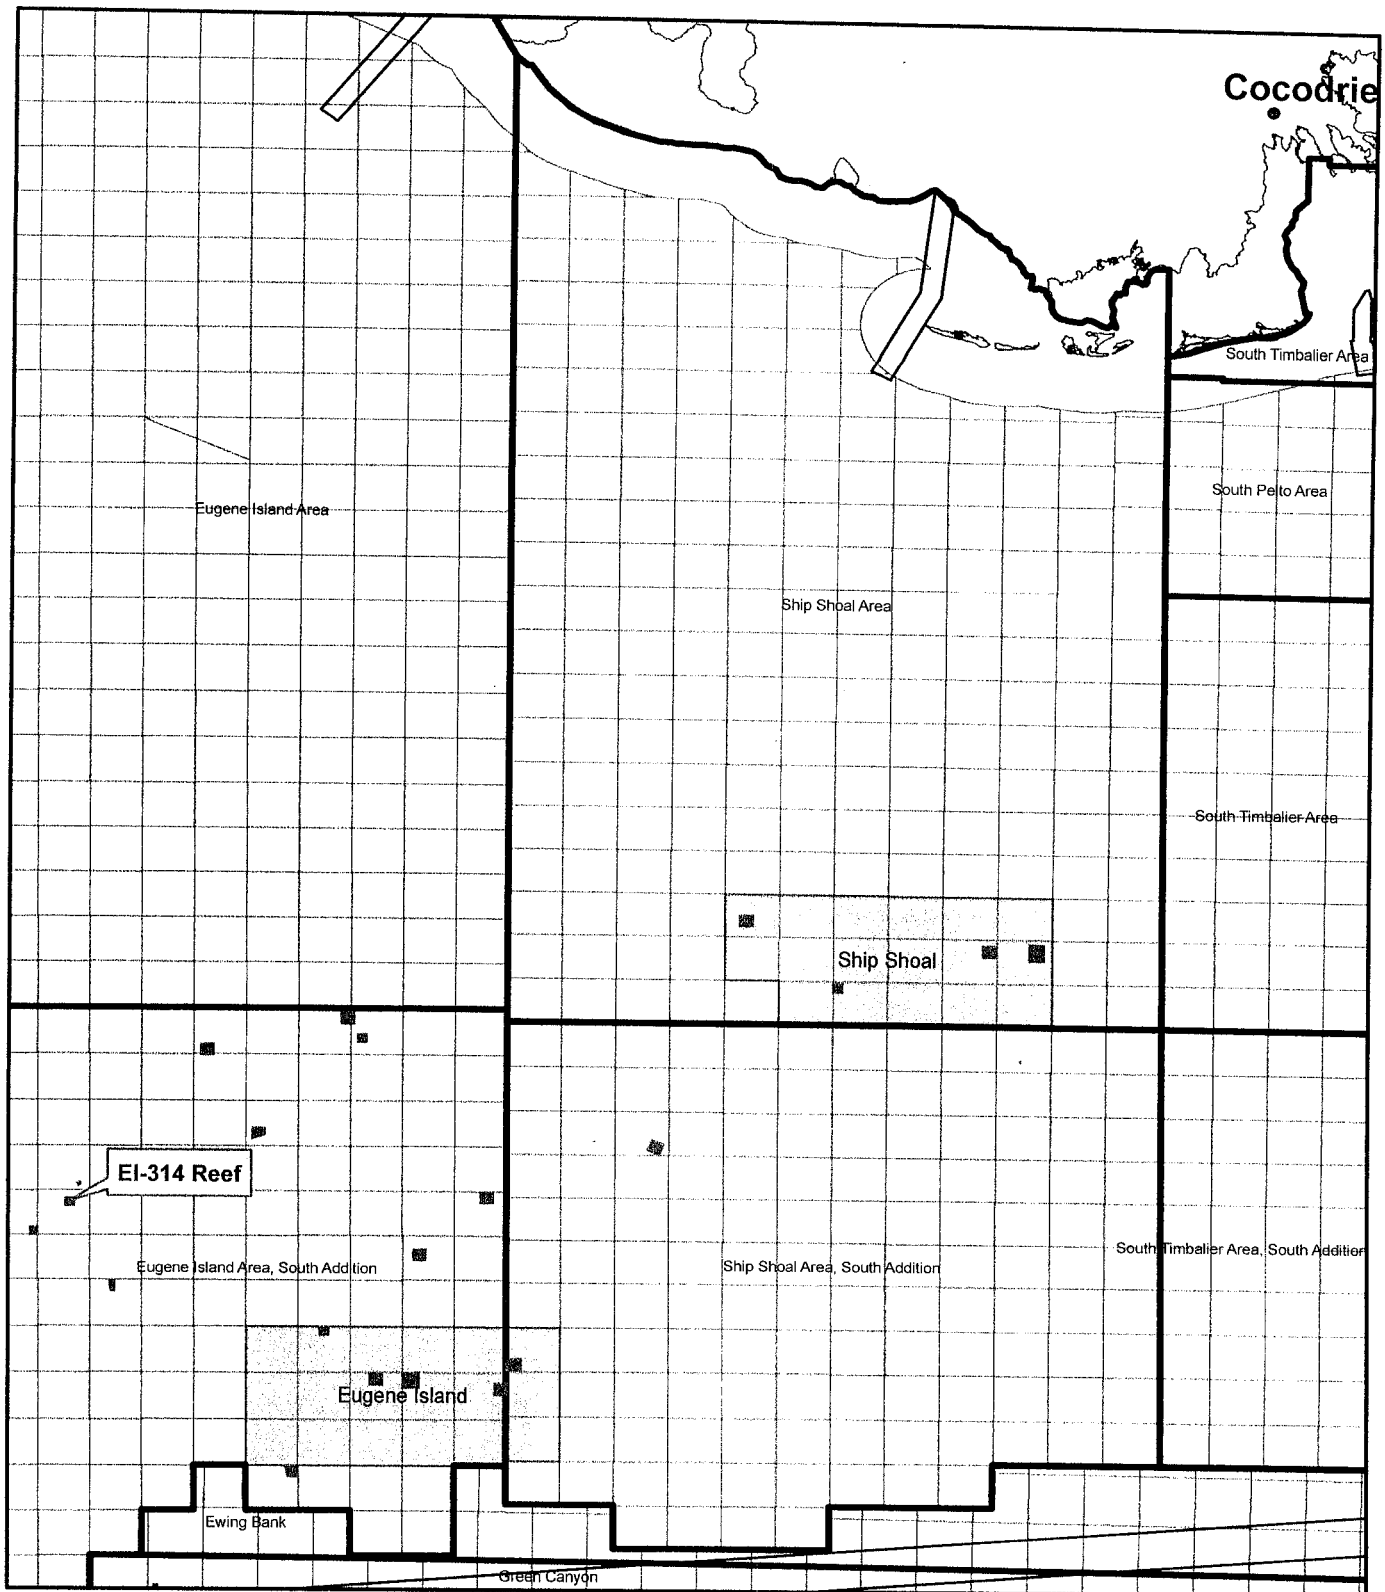 Cocodrie
South Timbalier Area
South Pelto Area
Eugene Island Area
Ship Shoal Area
South Timbalier Area
Ship Shoal
EI-314 Reef
South Timbalier Area, South Addition
Eugene Island Area, South Addition
Ship Shoal Area, South Addition
Eugene Island
Ewing Bank
Green Canyon